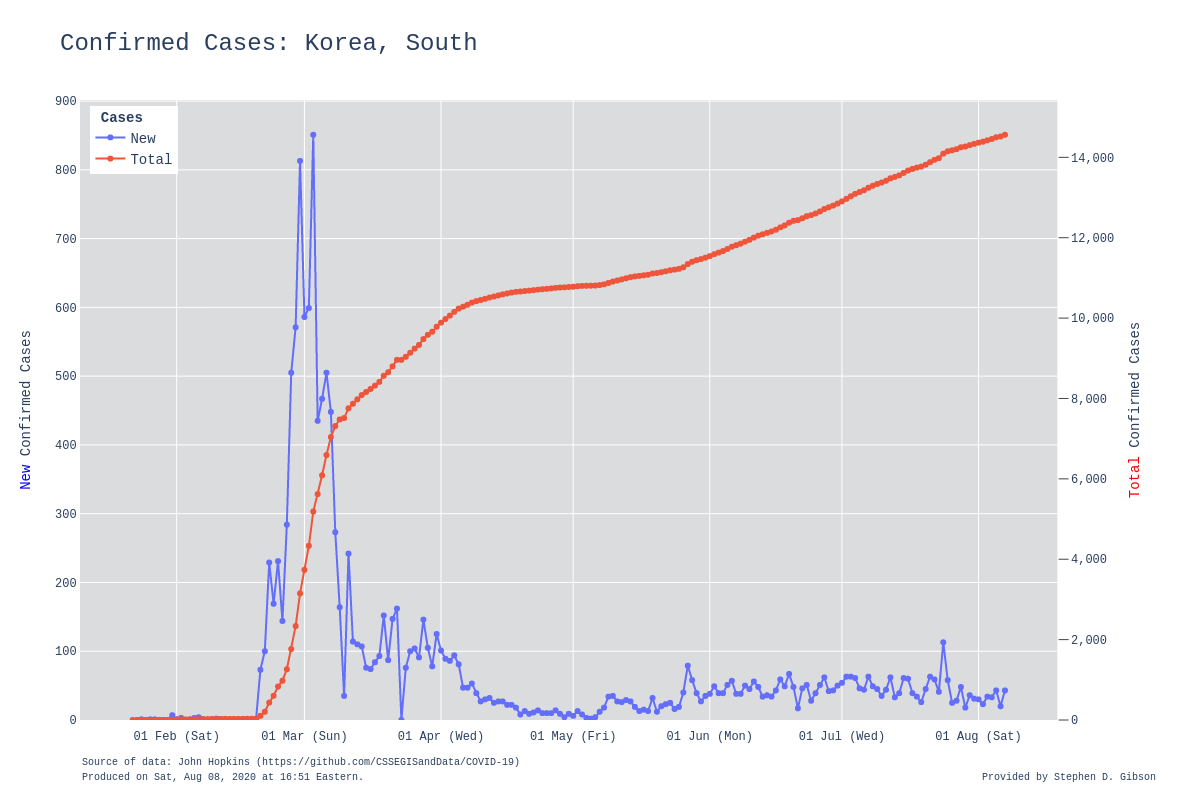 Confirmed Cases: Korea, South
Cases
New
Total
900
800
700
600
500
400
300
200
100
0
14,000
12,000
10,000
8,000
6,000
4,000
2,000
0
New Confirmed Cases
Total Confirmed Cases
01 Feb (Sat) 01 Mar (Sun) 01 Apr (Wed) 01 May (Fri) 01 Jun (Mon) 01 Jul (Wed) 01 Aug (Sat)
Source of data: John Hopkins (https://github.com/CSSEGISandData/COVID-19)
Produced on Sat, Aug 08, 2020 at 16:51 Eastern.
Provided by Stephen D. Gibson